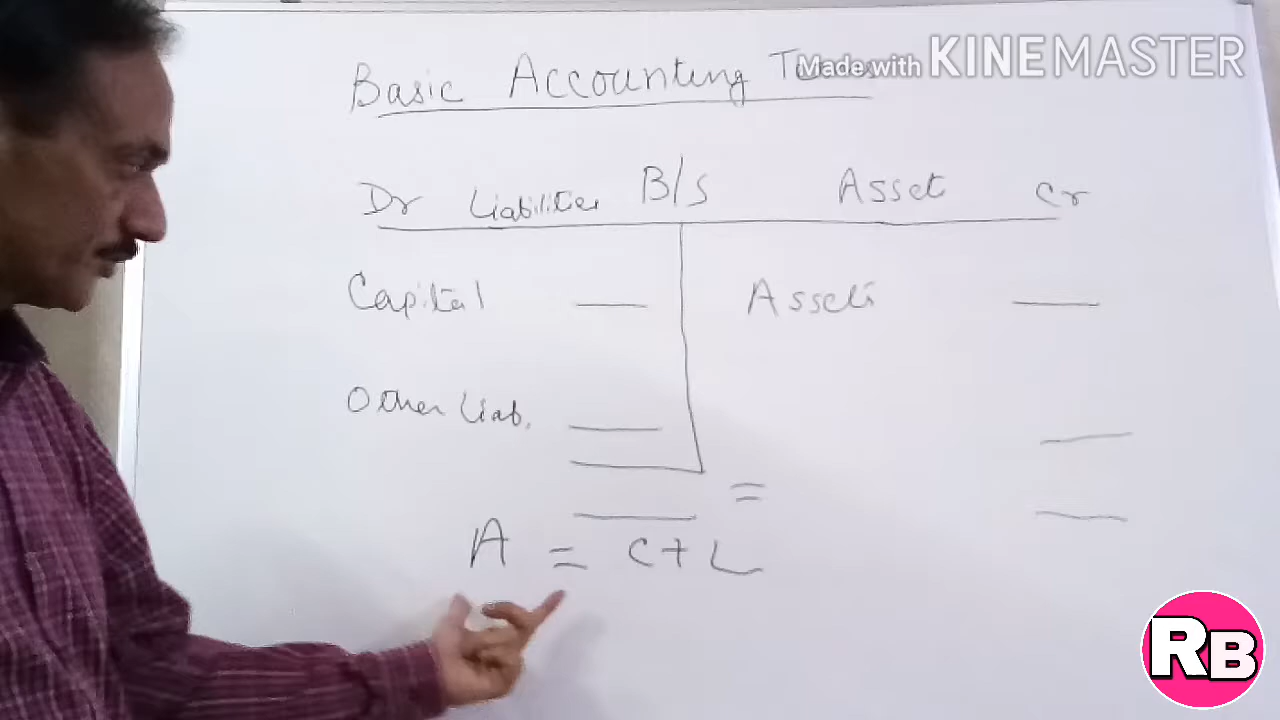 Basic Accounting
Made with KINEMASTER
Dr Liabilities B/S Asset Cr
Capital Assets
Other Liab.
=
A = C + L
RB